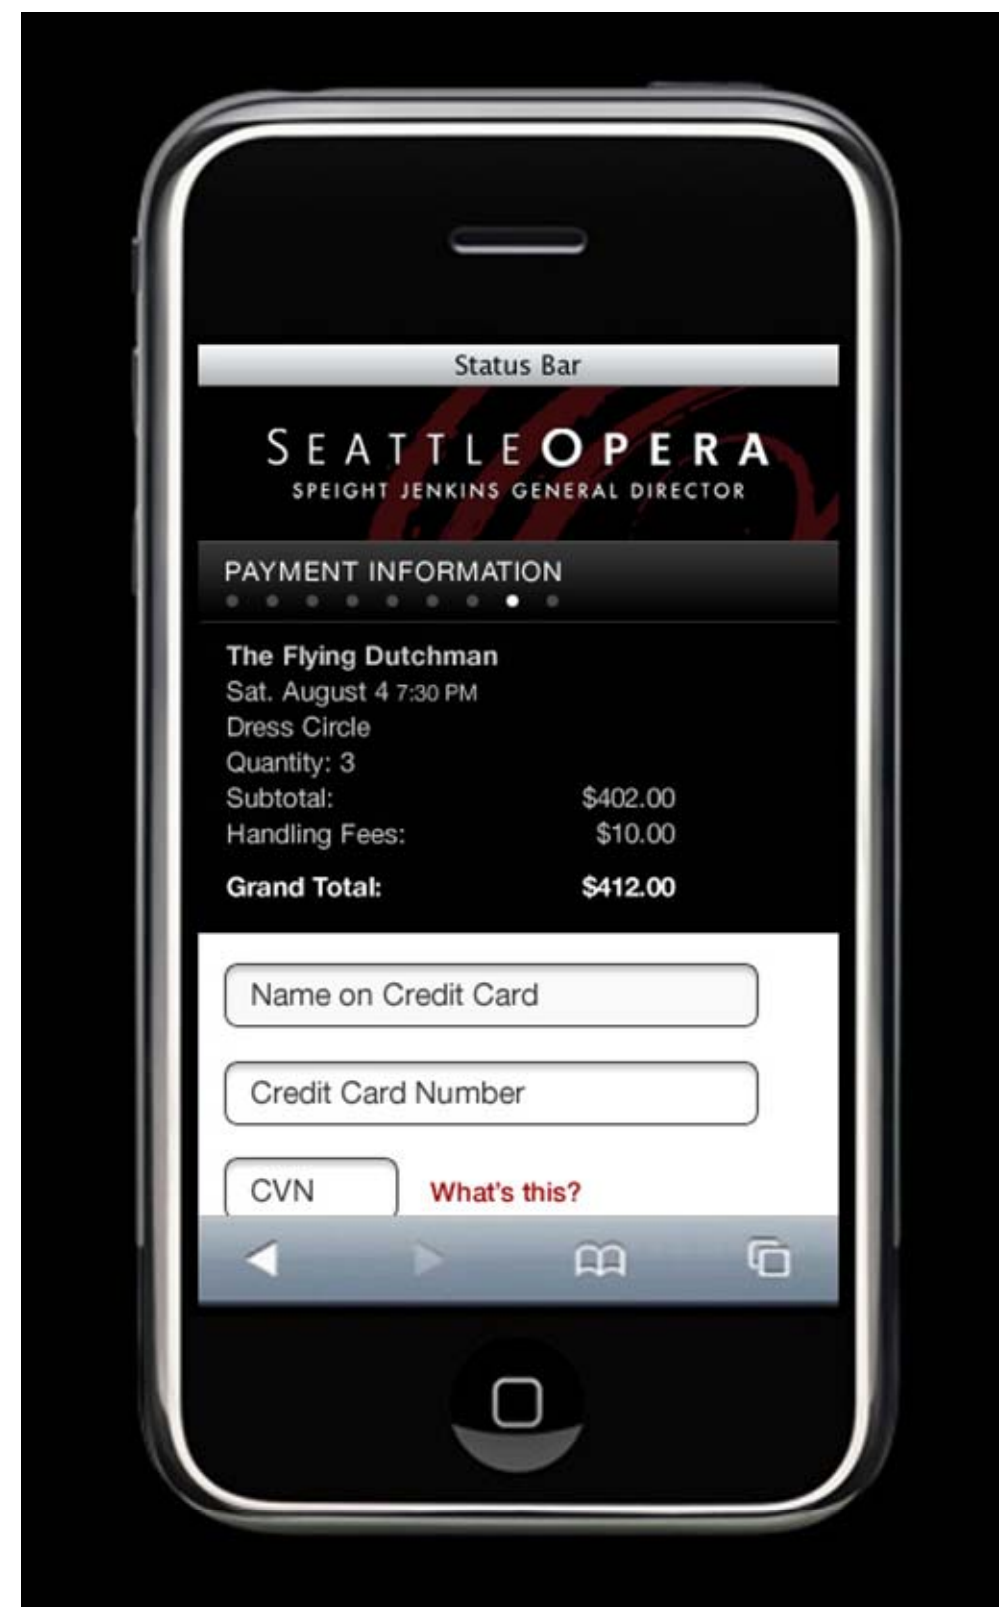 Status Bar
SEATTLE OPERA
SPEIGHT JENKINS GENERAL DIRECTOR
PAYMENT INFORMATION
The Flying Dutchman
Sat. August 4 7:30 PM
Dress Circle
Quantity: 3
Subtotal: $402.00
Handling Fees: $10.00
Grand Total: $412.00
Name on Credit Card
Credit Card Number
CVN What's this?